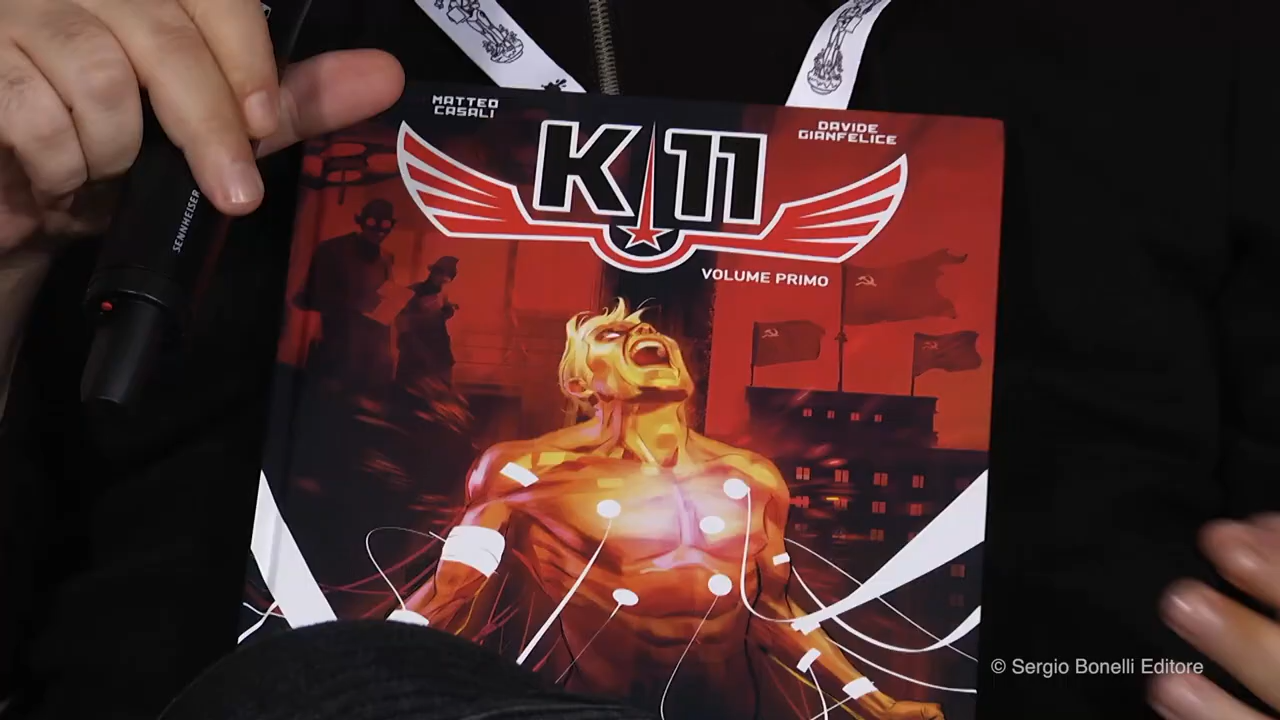 MATTEO
CASALI
K11
DAVIDE
GIANFELICE
VOLUME PRIMO
SENNHEISER
© Sergio Bonelli Editore